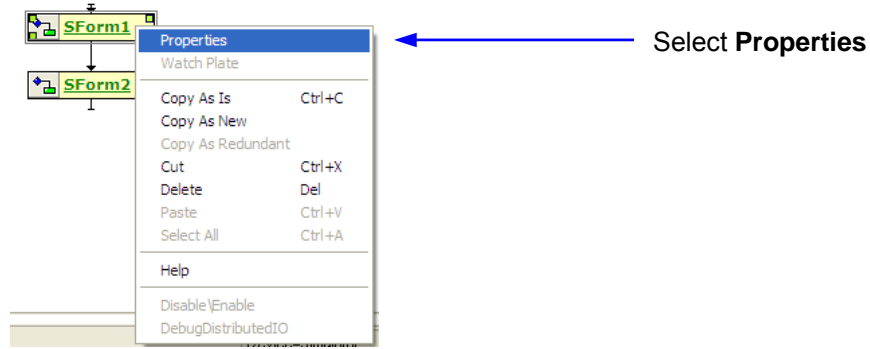 SForm1
Properties
Select Properties
Watch Plate
SForm2
Copy As Is Ctrl+C
Copy As New
Copy As Redundant
Cut Ctrl+X
Delete Del
Paste Ctrl+V
Select All Ctrl+A
Help
Disable\Enable
DebugDistributedIO